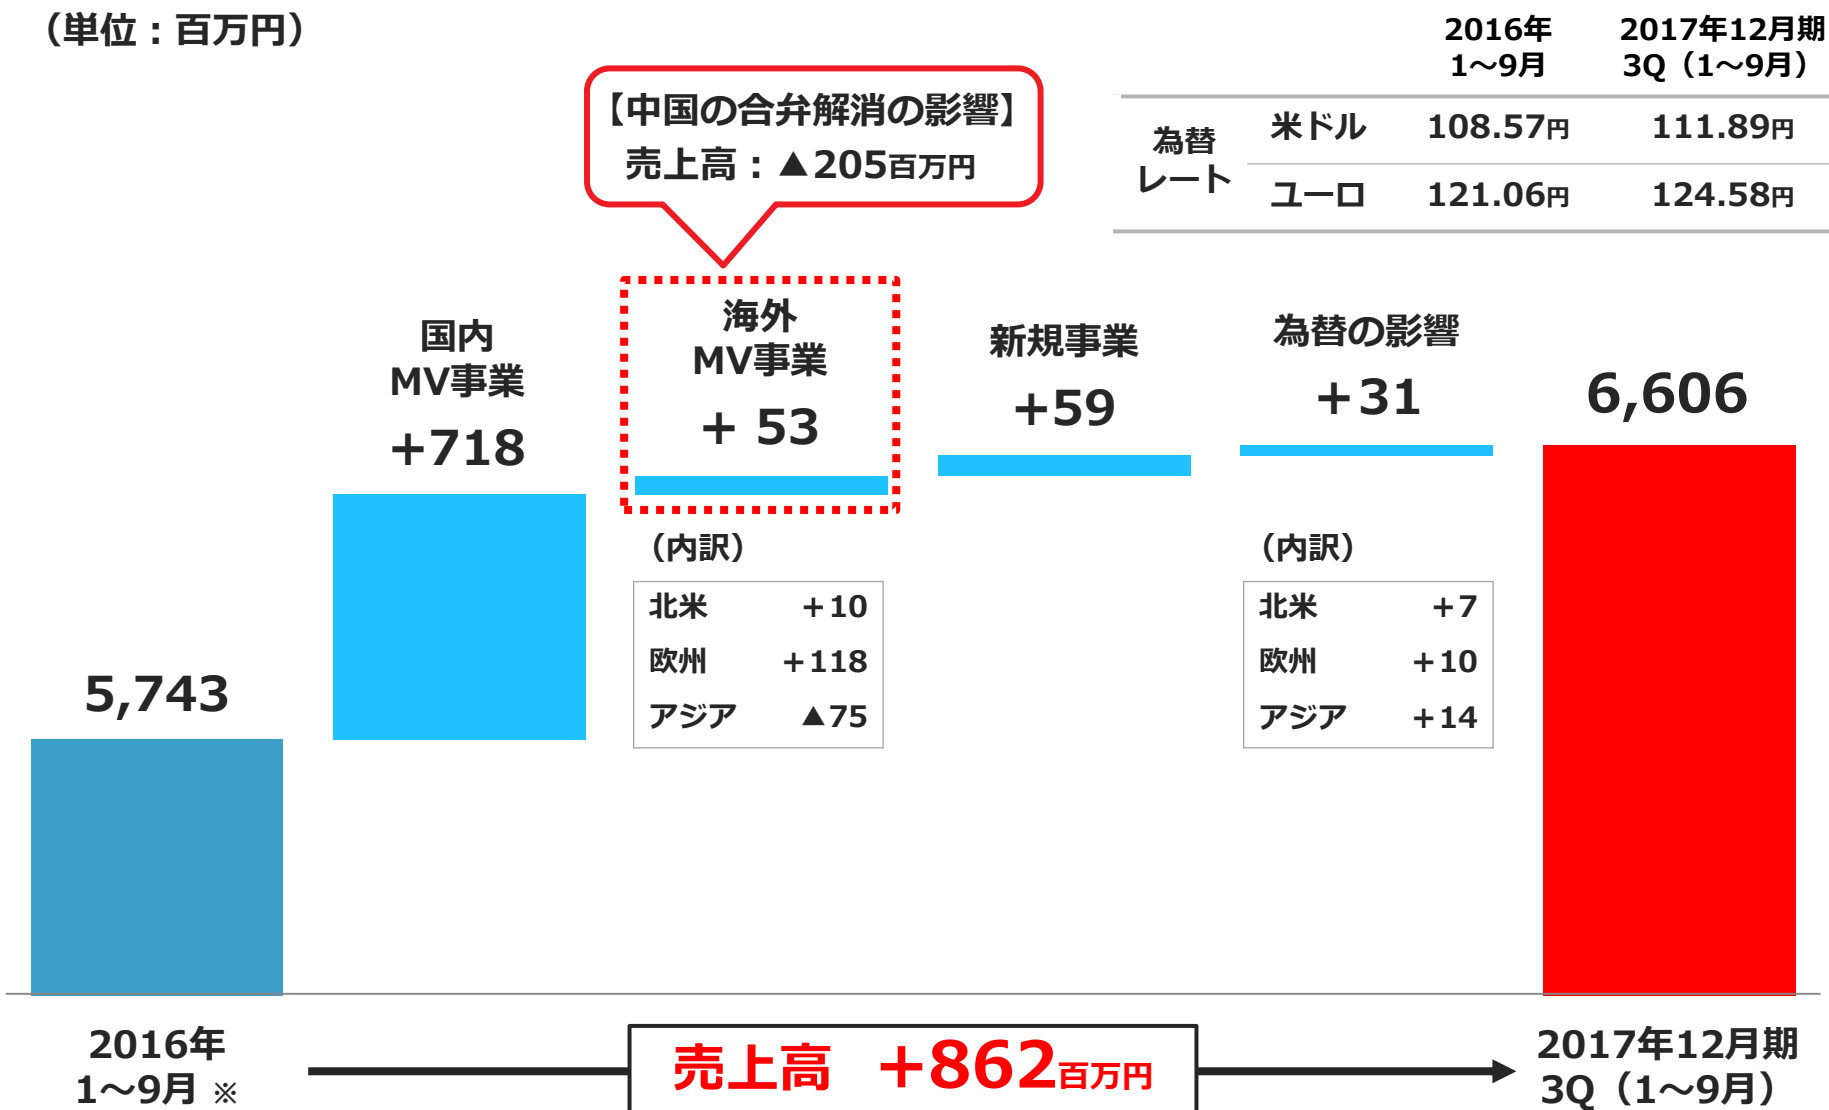 （単位：百万円）
2016年
1～9月
2017年12月期
3Q（1～9月）
為替
レート
米ドル 108.57円 111.89円
ユーロ 121.06円 124.58円
【中国の合弁解消の影響】
売上高：▲205百万円
国内
MV事業
+718
海外
MV事業
+ 53
新規事業
+59
為替の影響
+31
6,606
5,743
（内訳）
北米 +10
欧州 +118
アジア ▲75
（内訳）
北米 +7
欧州 +10
アジア +14
2016年
1～9月 ※
売上高 +862百万円
2017年12月期
3Q（1～9月）